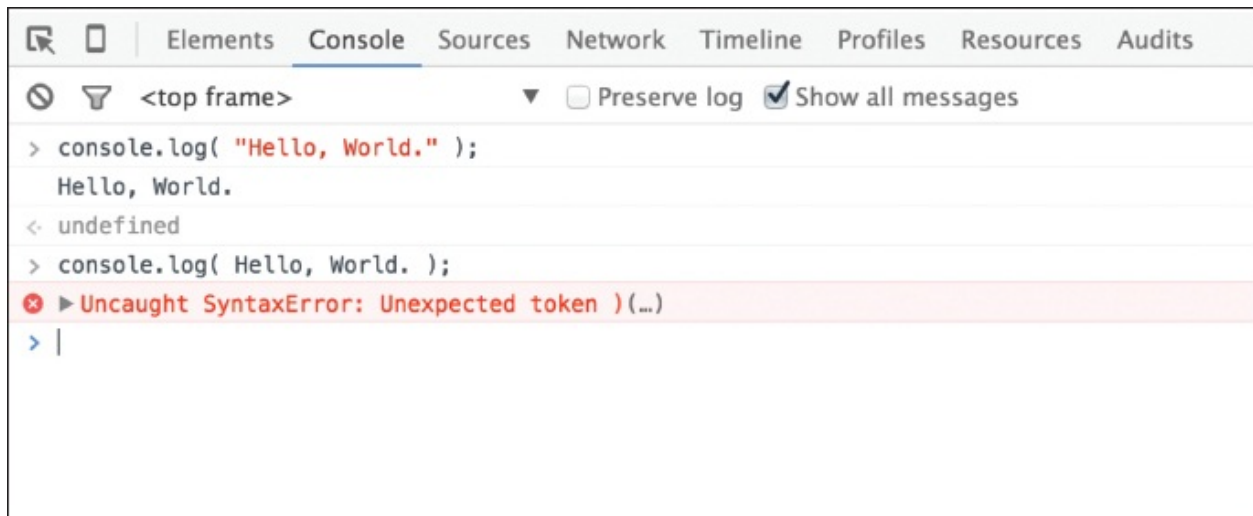 Elements Console Sources Network Timeline Profiles Resources Audits
<top frame> ▼ Preserve log Show all messages
> console.log( "Hello, World." );
Hello, World.
<· undefined
> console.log( Hello, World. );
▶Uncaught SyntaxError: Unexpected token )(…)
>